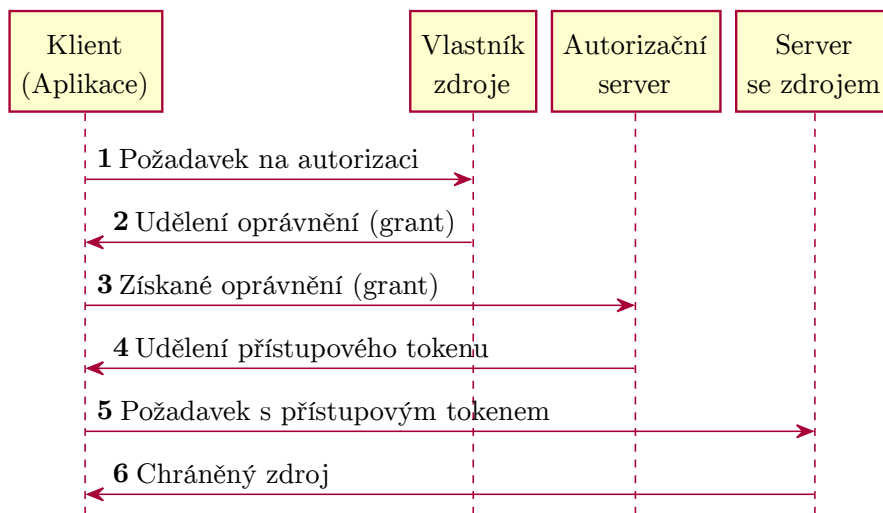 Klient
(Aplikace)
Vlastník
zdroje
Autorizační
server
Server
se zdrojem
1 Požadavek na autorizaci
2 Udělení oprávnění (grant)
3 Získané oprávnění (grant)
4 Udělení přístupového tokenu
5 Požadavek s přístupovým tokenem
6 Chráněný zdroj